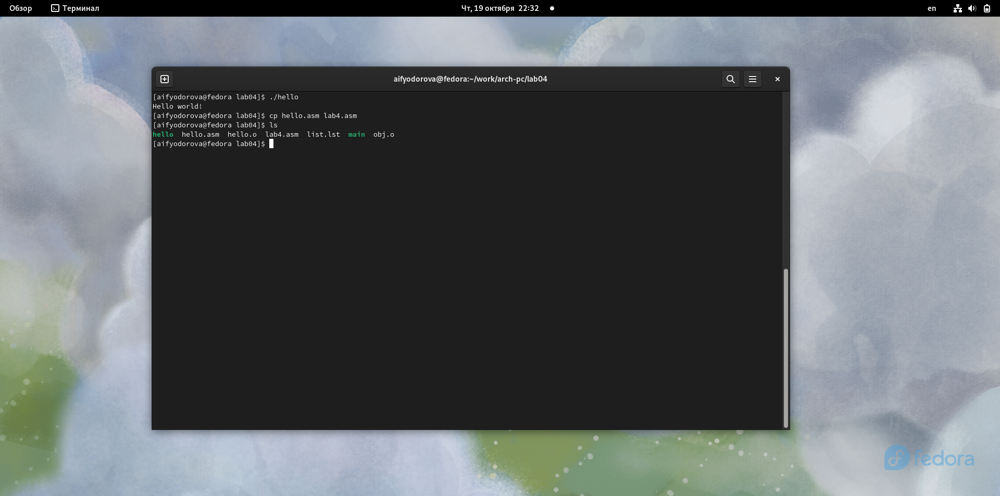 Обзор Терминал Чт, 19 октября 22:32 en
aifyodorova@fedora:~/work/arch-pc/lab04
[aifyodorova@fedora lab04]$ ./hello
Hello world!
[aifyodorova@fedora lab04]$ cp hello.asm lab4.asm
[aifyodorova@fedora lab04]$ ls
hello hello.asm hello.o lab4.asm list.lst main obj.o
[aifyodorova@fedora lab04]$
fedora